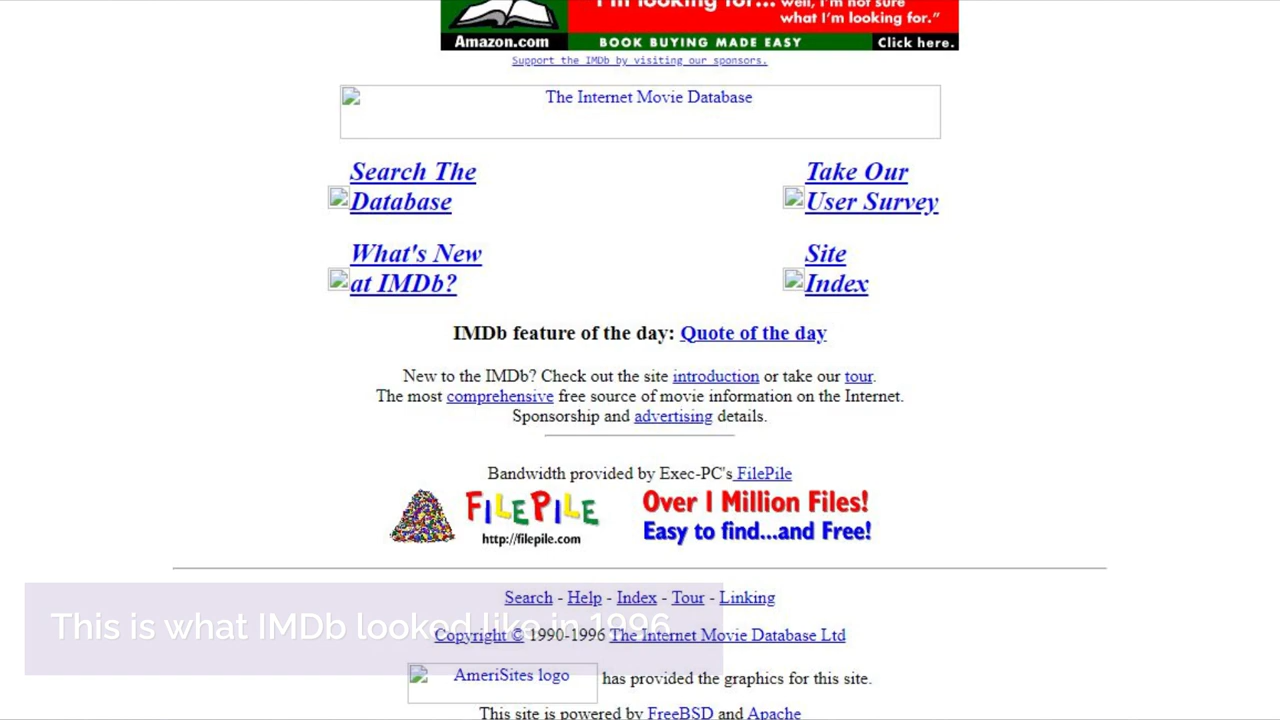 I'm looking for... Well, I'm not sure
what I'm looking for."
Amazon.com BOOK BUYING MADE EASY Click here.
Support the IMDb by visiting our sponsors.
The Internet Movie Database
Search The
Database
Take Our
User Survey
What's New
at IMDb?
Site
Index
IMDb feature of the day: Quote of the day
New to the IMDb? Check out the site introduction or take our tour.
The most comprehensive free source of movie information on the Internet.
Sponsorship and advertising details.
Bandwidth provided by Exec-PC's FilePile
FILEPILE
http://filepile.com
Over 1 Million Files!
Easy to find...and Free!
Search - Help - Index - Tour - Linking
This is what IMDb looked like in 1996
Copyright © 1990-1996 The Internet Movie Database Ltd
AmeriSites logo has provided the graphics for this site.
This site is powered by FreeBSD and Apache